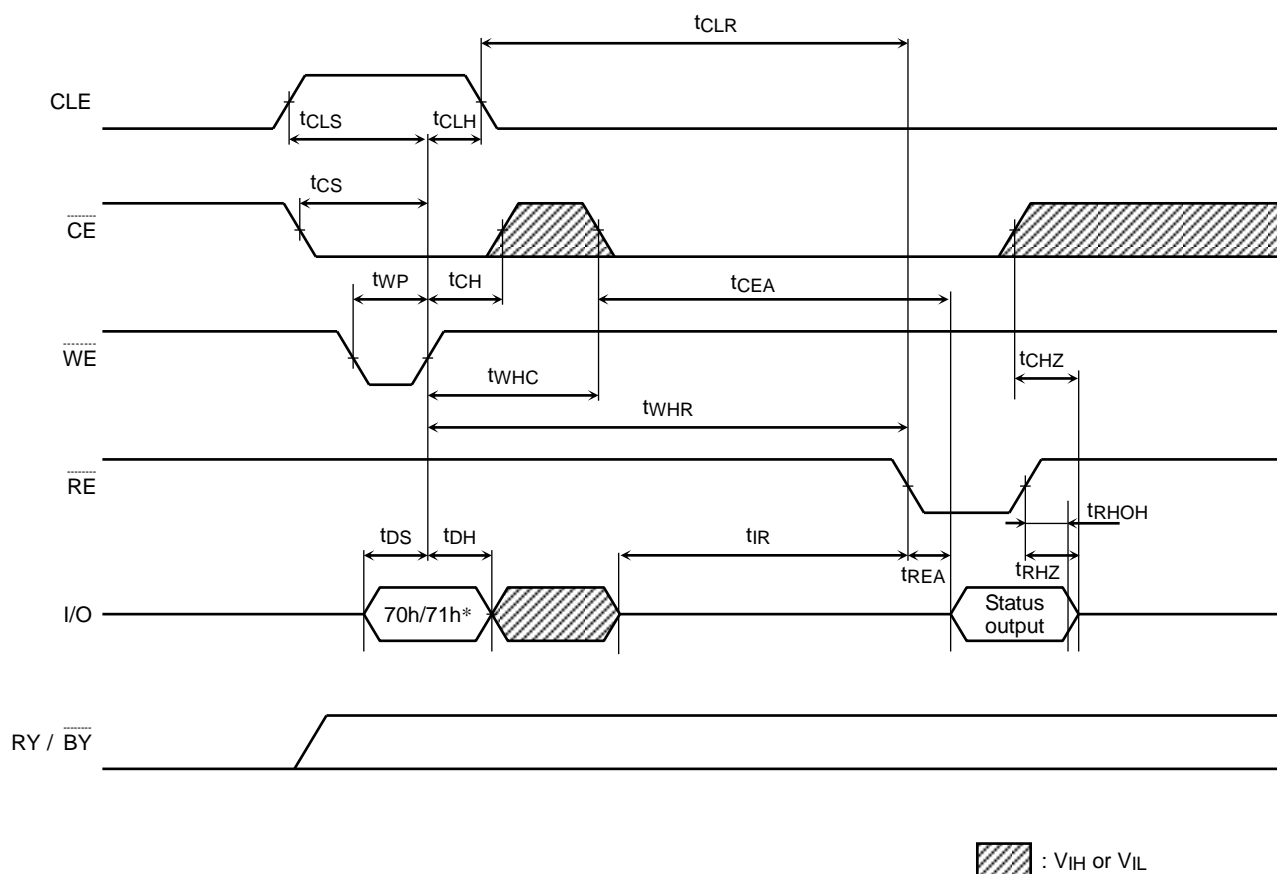 tCLR
CLE
tCLS
tCLH
tCS
CE
tWP
tCH
tCEA
WE
tCHZ
tWHC
tWHR
RE
tRHOH
tDS
tDH
tIR
tREA
tRHZ
I/O
70h/71h*
Status
output
RY / BY
: VIH or VIL